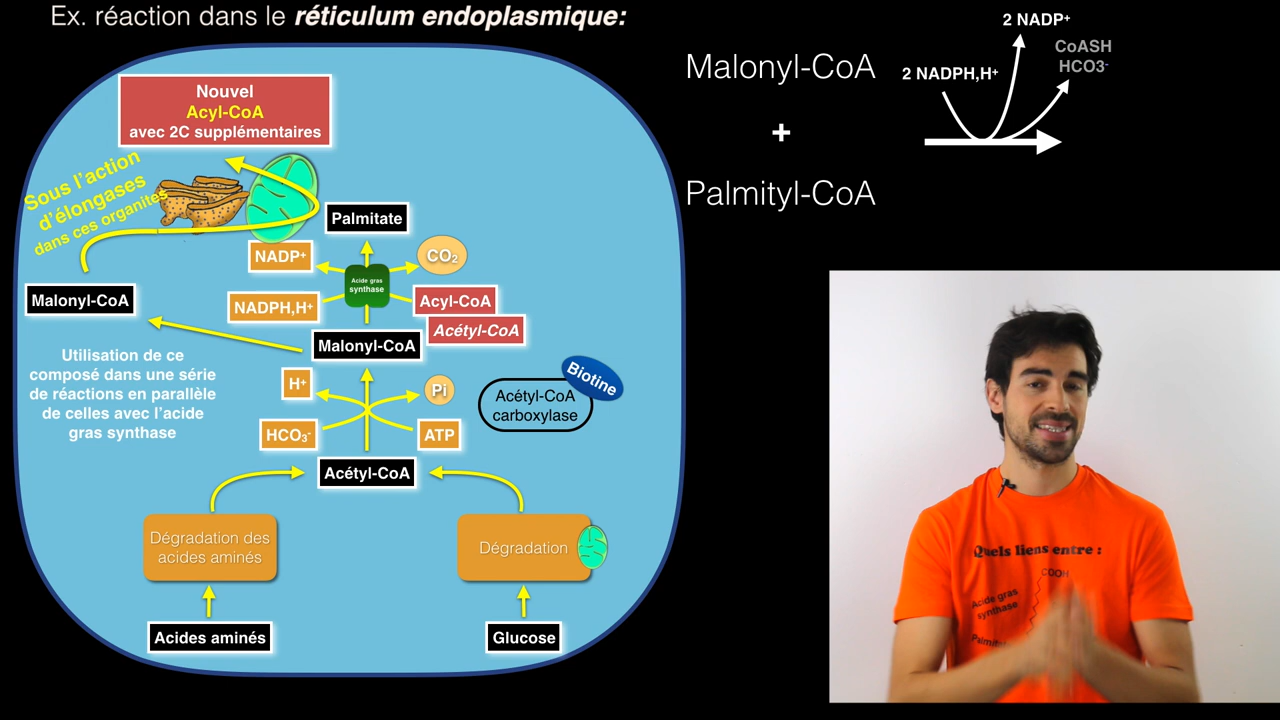 Ex. réaction dans le réticulum endoplasmique:
Nouvel
Acyl-CoA
avec 2C supplémentaires
Sous l'action
d'élongases
dans ces organites
Palmitate
NADP+
CO2
Acide gras
synthase
Malonyl-CoA
NADPH,H+
Acyl-CoA
Acétyl-CoA
Malonyl-CoA
Utilisation de ce
composé dans une série
de réactions en parallèle
de celles avec l'acide
gras synthase
H+
Pi
Biotine
Acétyl-CoA
carboxylase
HCO3-
ATP
Acétyl-CoA
Dégradation des
acides aminés
Dégradation
Acides aminés
Glucose
Malonyl-CoA
+
Palmityl-CoA
2 NADPH,H+
2 NADP+
CoASH
HCO3-
Quels liens entre :
COOH
Acide gras
synthase